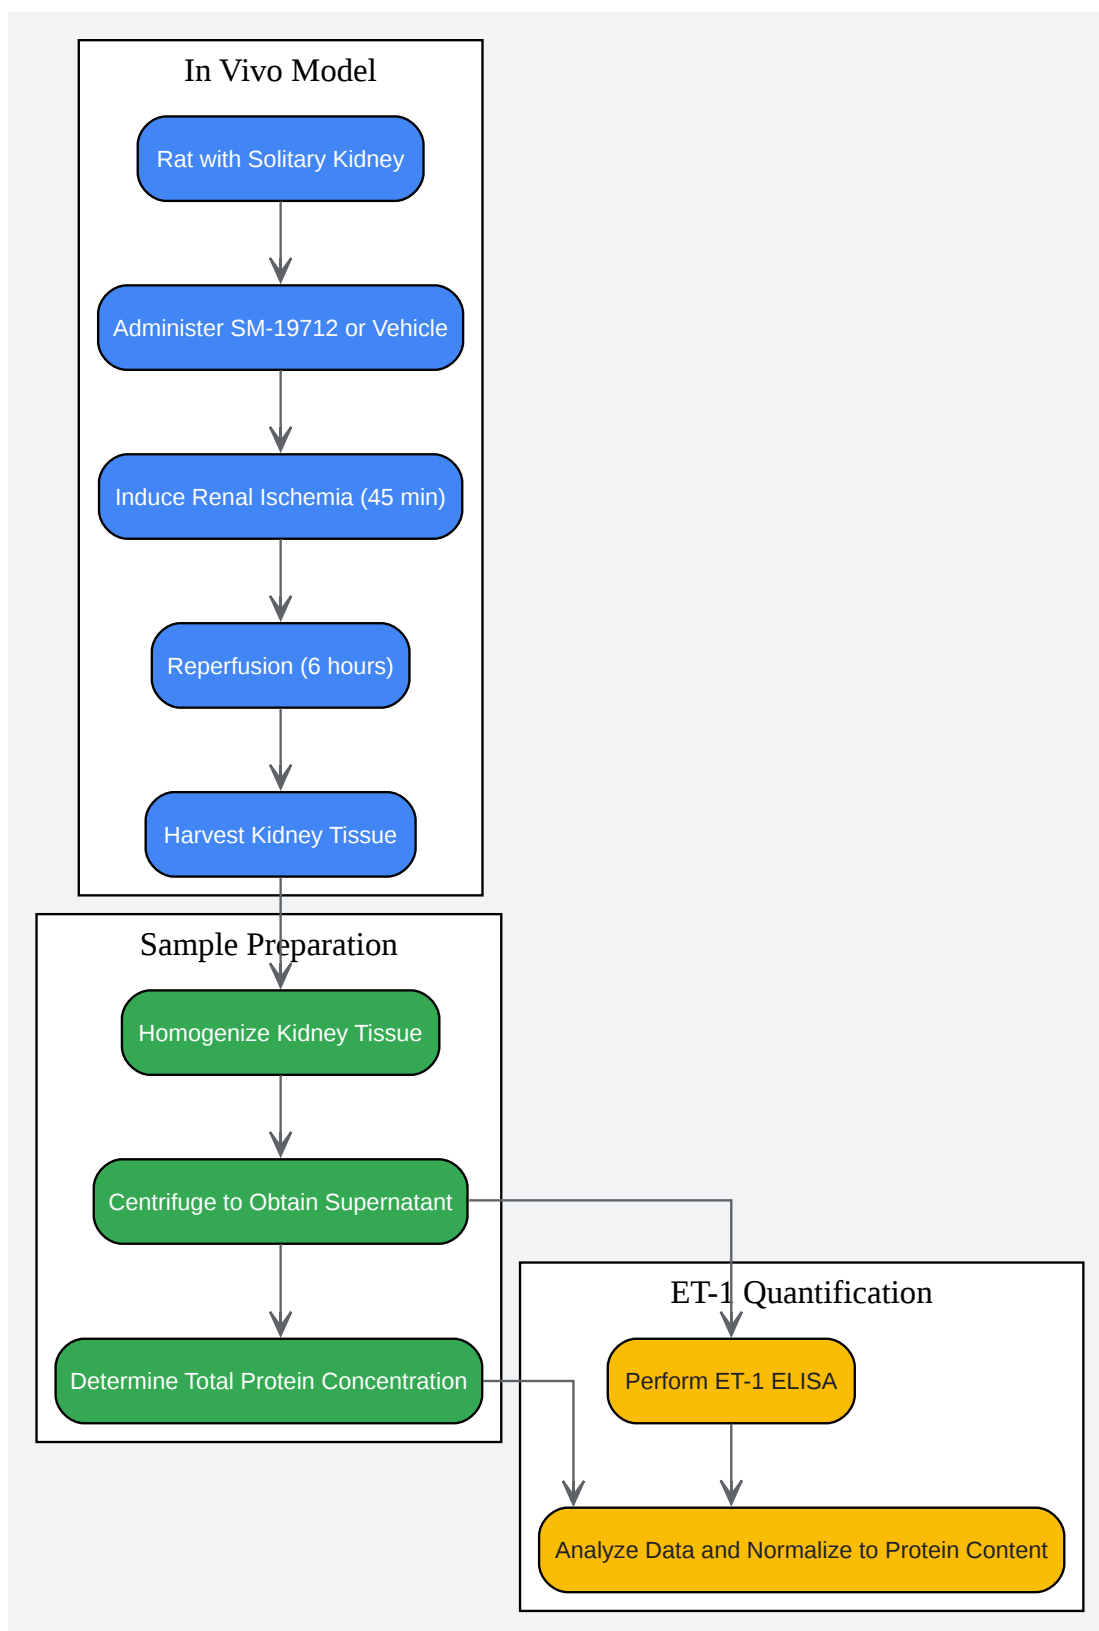 In Vivo Model
Rat with Solitary Kidney
Administer SM-19712 or Vehicle
Induce Renal Ischemia (45 min)
Reperfusion (6 hours)
Harvest Kidney Tissue
Sample Preparation
Homogenize Kidney Tissue
Centrifuge to Obtain Supernatant
Determine Total Protein Concentration
ET-1 Quantification
Perform ET-1 ELISA
Analyze Data and Normalize to Protein Content